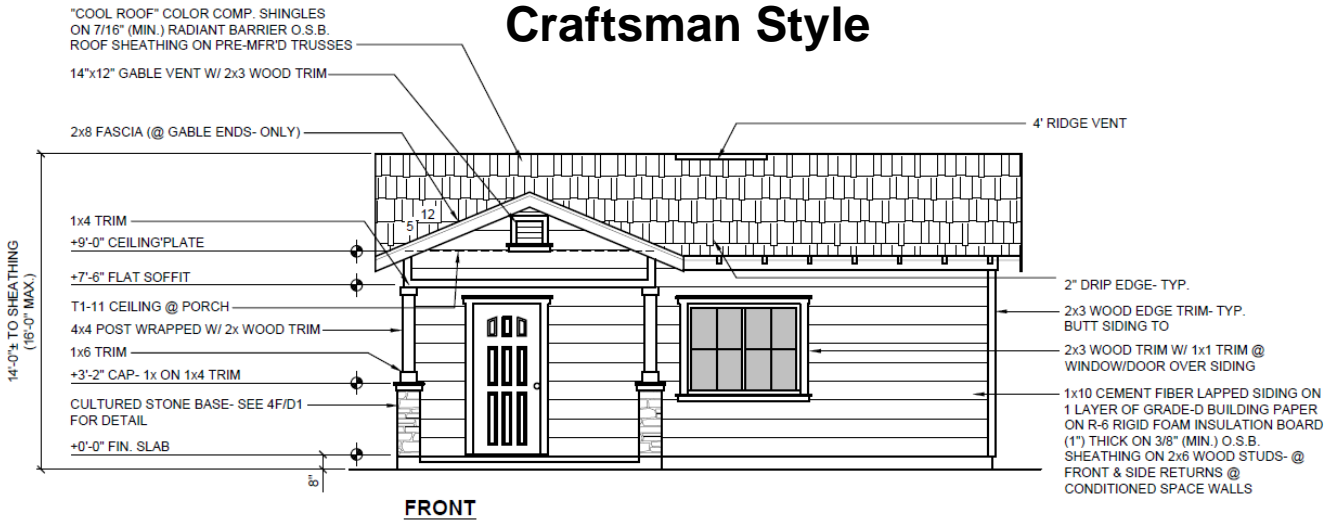 Craftsman Style
"COOL ROOF" COLOR COMP. SHINGLES
ON 7/16" (MIN.) RADIANT BARRIER O.S.B.
ROOF SHEATHING ON PRE-MFR'D TRUSSES
14"x12" GABLE VENT W/ 2x3 WOOD TRIM
2x8 FASCIA (@ GABLE ENDS- ONLY)
4' RIDGE VENT
12
5
1x4 TRIM
+9'-0" CEILING'PLATE
+7'-6" FLAT SOFFIT
T1-11 CEILING @ PORCH
4x4 POST WRAPPED W/ 2x WOOD TRIM
1x6 TRIM
+3'-2" CAP- 1x ON 1x4 TRIM
CULTURED STONE BASE- SEE 4F/D1
FOR DETAIL
+0'-0" FIN. SLAB
14'-0"± TO SHEATHING
(16'-0" MAX.)
8"
2" DRIP EDGE- TYP.
2x3 WOOD EDGE TRIM- TYP.
BUTT SIDING TO
2x3 WOOD TRIM W/ 1x1 TRIM @
WINDOW/DOOR OVER SIDING
1x10 CEMENT FIBER LAPPED SIDING ON
1 LAYER OF GRADE-D BUILDING PAPER
ON R-6 RIGID FOAM INSULATION BOARD
(1") THICK ON 3/8" (MIN.) O.S.B.
SHEATHING ON 2x6 WOOD STUDS- @
FRONT & SIDE RETURNS @
CONDITIONED SPACE WALLS
FRONT